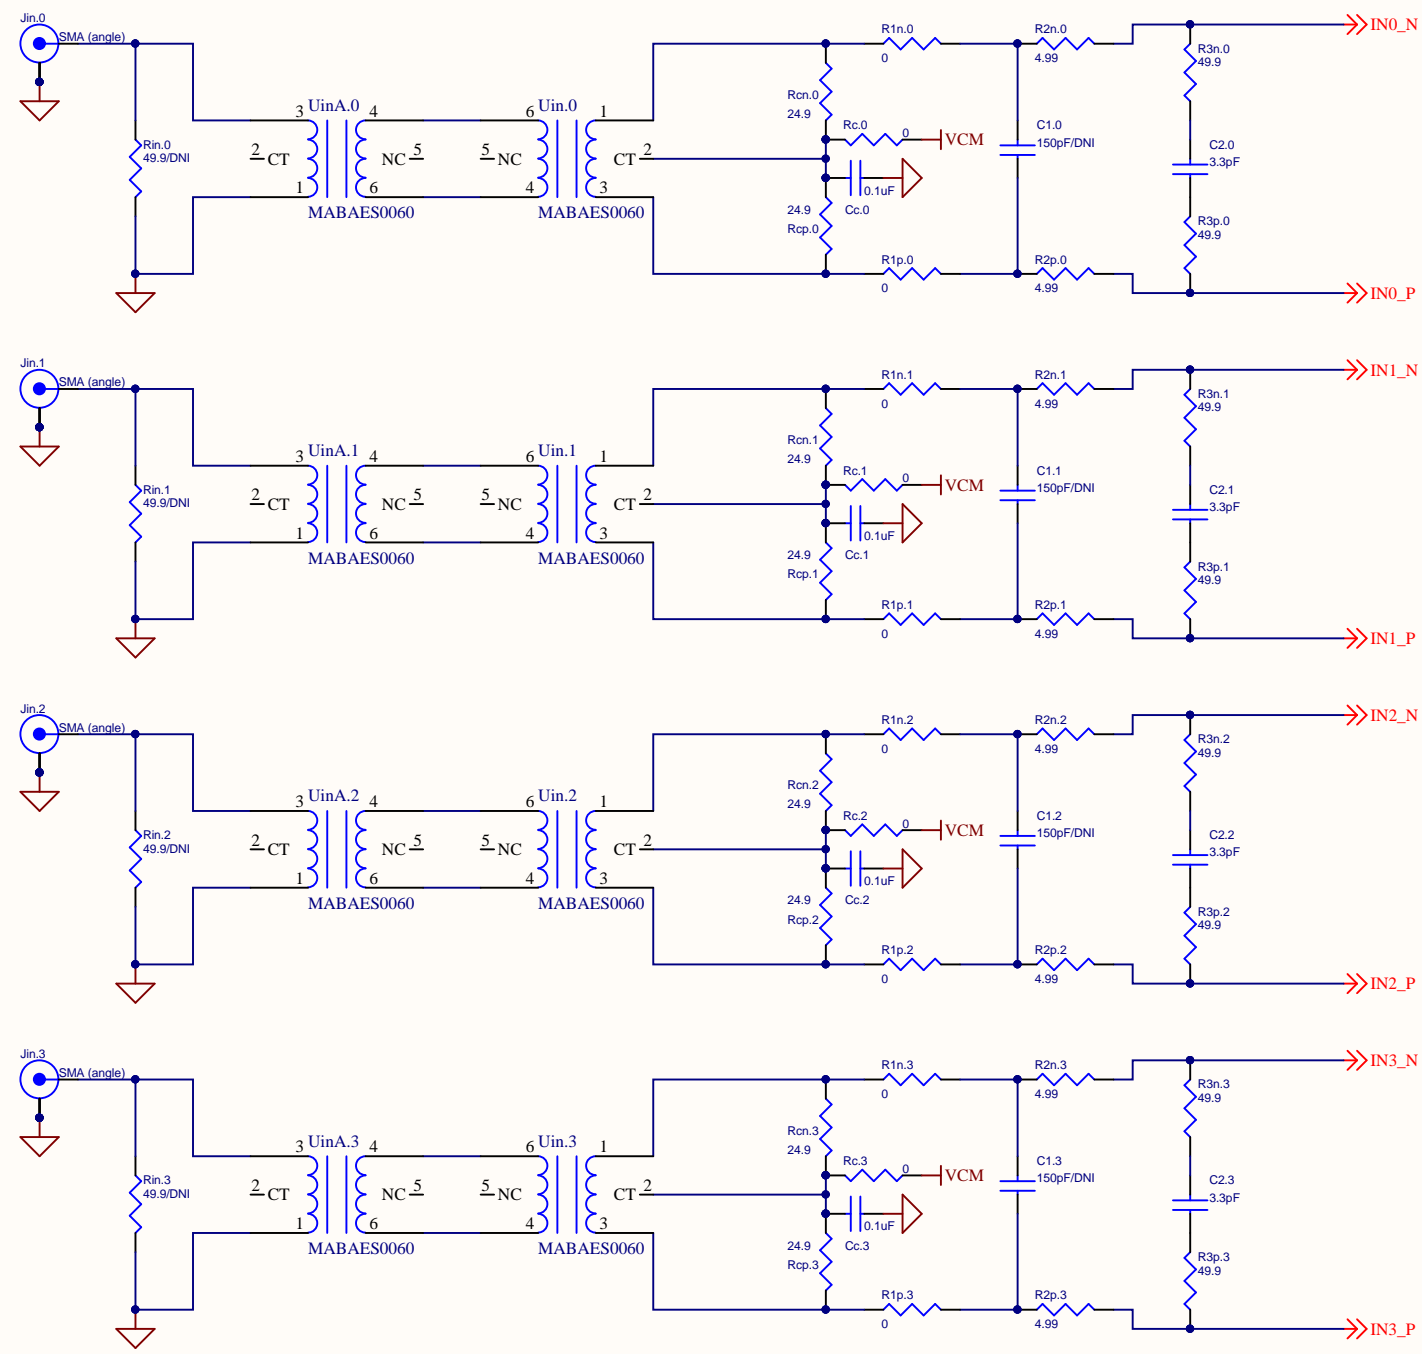 Jin.0
SMA (angle)
Rin.0
49.9/DNI
UinA.0
3
4
2
CT
NC
5
1
6
MABAES0060
Uin.0
6
1
5
NC
CT
2
4
3
MABAES0060
Rcn.0
24.9
Rc.0
0
VCM
0.1uF
Cc.0
24.9
Rcp.0
R1n.0
0
R1p.0
0
C1.0
150pF/DNI
R2n.0
4.99
R2p.0
4.99
R3n.0
49.9
C2.0
3.3pF
R3p.0
49.9
IN0_N
IN0_P
Jin.1
SMA (angle)
Rin.1
49.9/DNI
UinA.1
3
4
2
CT
NC
5
1
6
MABAES0060
Uin.1
6
1
5
NC
CT
2
4
3
MABAES0060
Rcn.1
24.9
Rc.1
0
VCM
0.1uF
Cc.1
24.9
Rcp.1
R1n.1
0
R1p.1
0
C1.1
150pF/DNI
R2n.1
4.99
R2p.1
4.99
R3n.1
49.9
C2.1
3.3pF
R3p.1
49.9
IN1_N
IN1_P
Jin.2
SMA (angle)
Rin.2
49.9/DNI
UinA.2
3
4
2
CT
NC
5
1
6
MABAES0060
Uin.2
6
1
5
NC
CT
2
4
3
MABAES0060
Rcn.2
24.9
Rc.2
0
VCM
0.1uF
Cc.2
24.9
Rcp.2
R1n.2
0
R1p.2
0
C1.2
150pF/DNI
R2n.2
4.99
R2p.2
4.99
R3n.2
49.9
C2.2
3.3pF
R3p.2
49.9
IN2_N
IN2_P
Jin.3
SMA (angle)
Rin.3
49.9/DNI
UinA.3
3
4
2
CT
NC
5
1
6
MABAES0060
Uin.3
6
1
5
NC
CT
2
4
3
MABAES0060
Rcn.3
24.9
Rc.3
0
VCM
0.1uF
Cc.3
24.9
Rcp.3
R1n.3
0
R1p.3
0
C1.3
150pF/DNI
R2n.3
4.99
R2p.3
4.99
R3n.3
49.9
C2.3
3.3pF
R3p.3
49.9
IN3_N
IN3_P